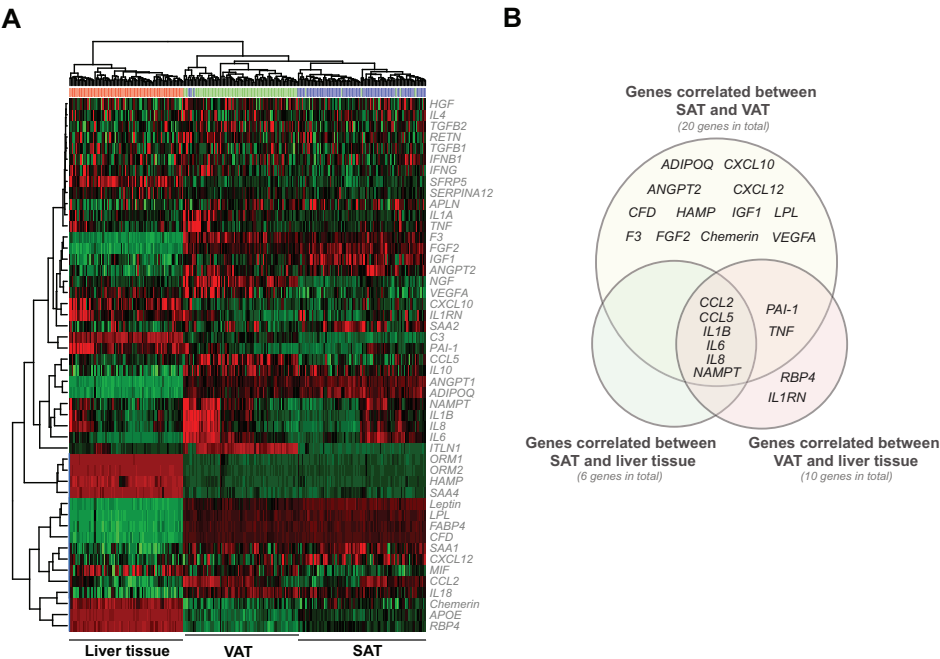 A
HGF
IL4
TGFB2
RETN
TGFB1
IFNB1
IFNG
SFRP5
SERPINA12
APLN
IL1A
TNF
F3
FGF2
IGF1
ANGPT2
NGF
VEGFA
CXCL10
IL1RN
SAA2
C3
PAI-1
CCL5
IL10
ANGPT1
ADIPOQ
NAMPT
IL1B
IL8
IL6
ITLN1
ORM1
ORM2
HAMP
SAA4
Leptin
LPL
FABP4
CFD
SAA1
CXCL12
MIF
CCL2
IL18
Chemerin
APOE
RBP4
Liver tissue VAT SAT
B
Genes correlated between
SAT and VAT
(20 genes in total)
ADIPOQ CXCL10
ANGPT2 CXCL12
CFD HAMP IGF1 LPL
F3 FGF2 Chemerin VEGFA
CCL2
CCL5
IL1B
IL6
IL8
NAMPT
PAI-1
TNF
RBP4
IL1RN
Genes correlated between
SAT and liver tissue
(6 genes in total)
Genes correlated between
VAT and liver tissue
(10 genes in total)